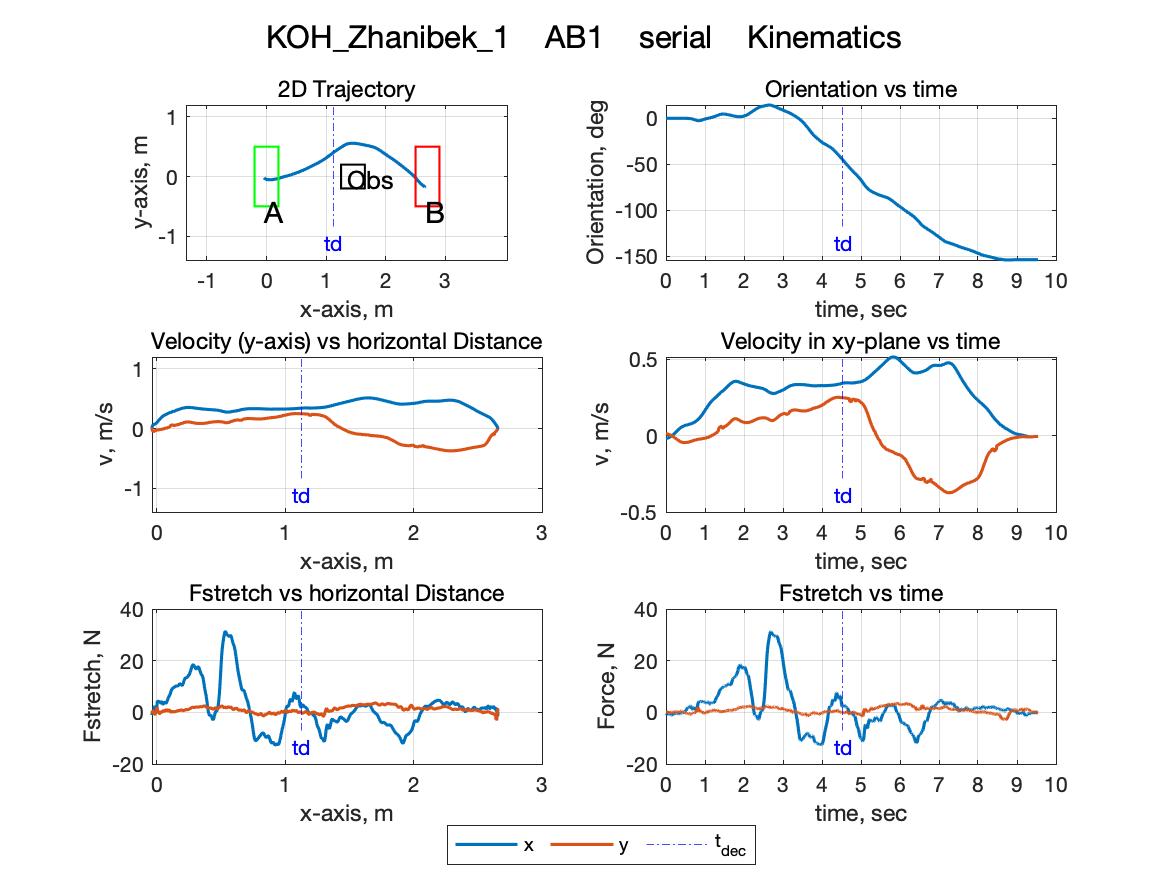 KOH_Zhanibek_1 AB1 serial Kinematics
2D Trajectory
1
0
-1
y-axis, m
Obs
A
B
td
-1 0 1 2 3
x-axis, m
Orientation vs time
0
-50
-100
-150
Orientation, deg
td
0 1 2 3 4 5 6 7 8 9 10
time, sec
Velocity (y-axis) vs horizontal Distance
1
0
-1
v, m/s
td
0 1 2 3
x-axis, m
Velocity in xy-plane vs time
0.5
0
-0.5
v, m/s
td
0 1 2 3 4 5 6 7 8 9 10
time, sec
Fstretch vs horizontal Distance
40
20
0
-20
Fstretch, N
td
0 1 2 3
x-axis, m
Fstretch vs time
40
20
0
-20
Force, N
td
0 1 2 3 4 5 6 7 8 9 10
time, sec
x y t_dec